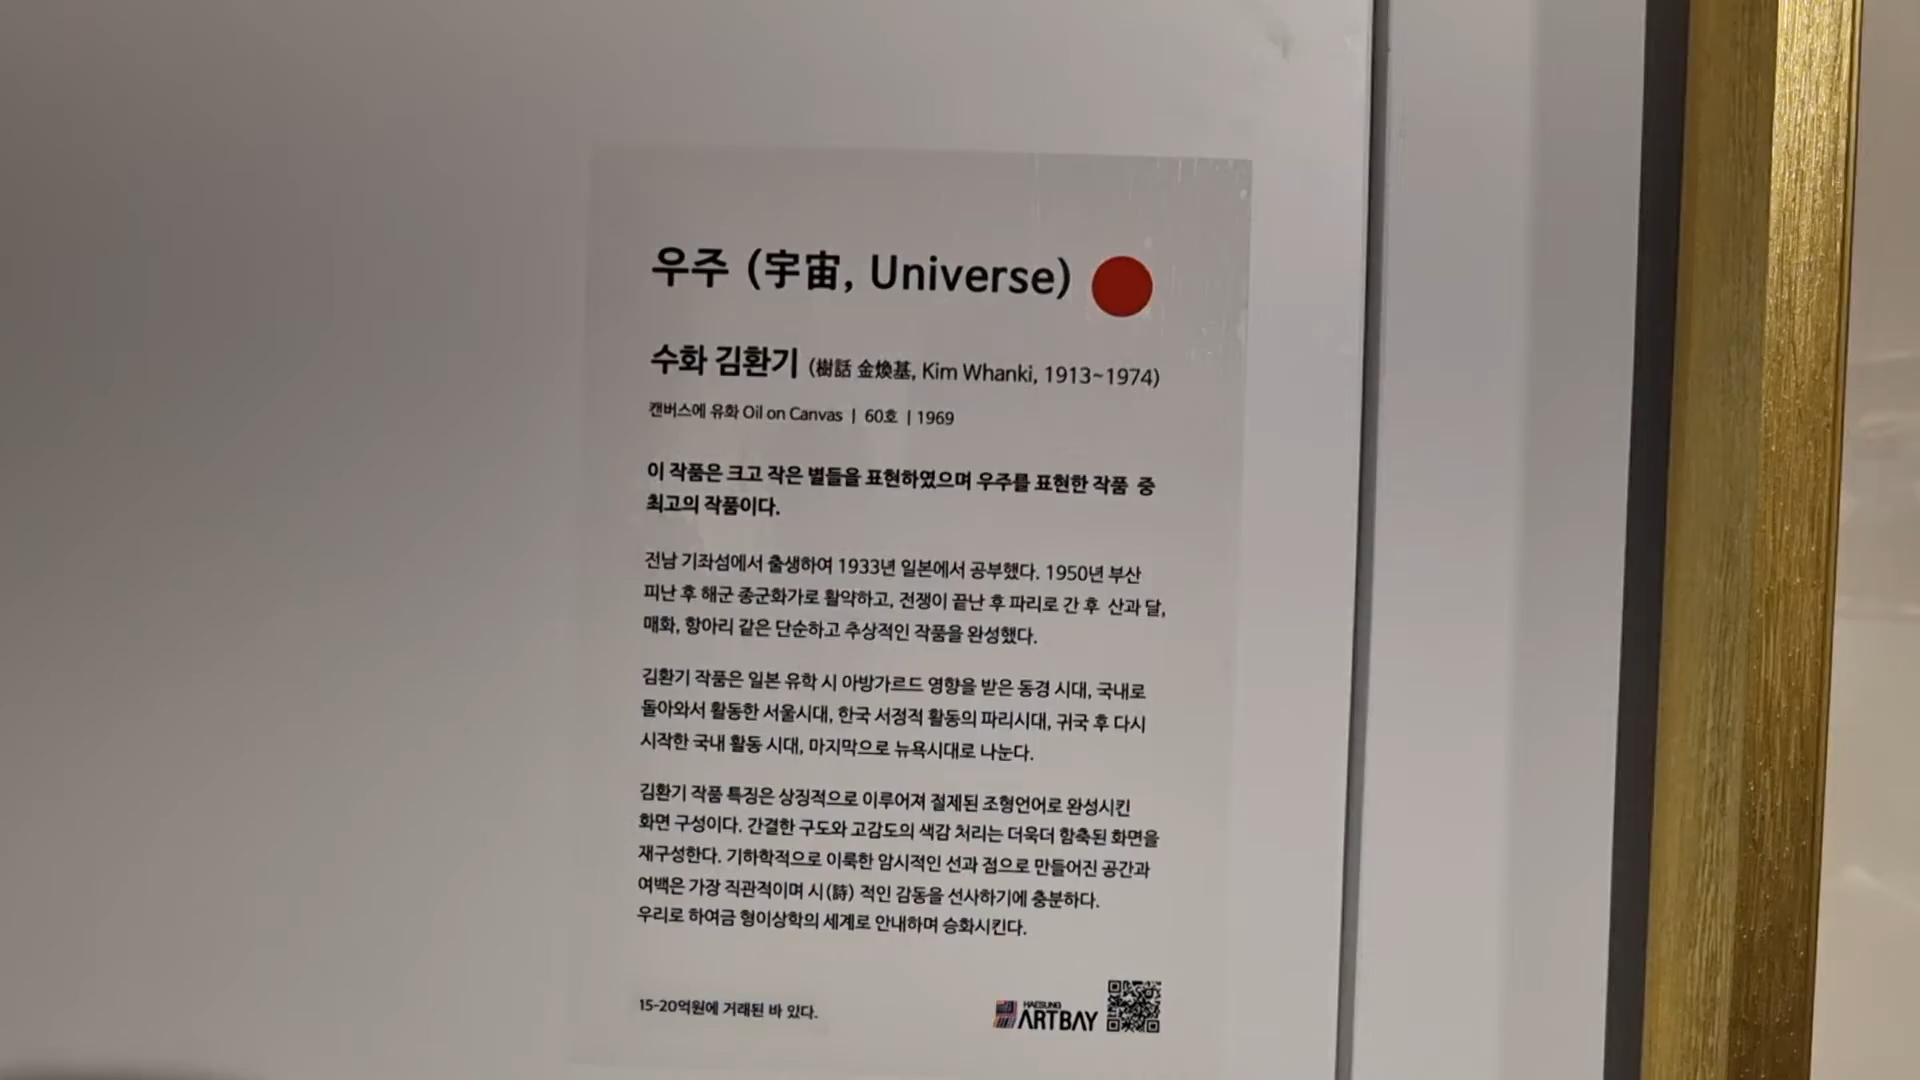 우주 (宇宙, Universe)
수화 김환기 (樹話 金煥基, Kim Whanki, 1913~1974)
캔버스에 유화 Oil on Canvas | 60호 | 1969
이 작품은 크고 작은 별들을 표현하였으며 우주를 표현한 작품 중
최고의 작품이다.
전남 기좌섬에서 출생하여 1933년 일본에서 공부했다. 1950년 부산
피난 후 해군 종군화가로 활약하고, 전쟁이 끝난 후 파리로 간 후 산과 달,
매화, 항아리 같은 단순하고 추상적인 작품을 완성했다.
김환기 작품은 일본 유학 시 아방가르드 영향을 받은 동경 시대, 국내로
돌아와서 활동한 서울시대, 한국 서정적 활동의 파리시대, 귀국 후 다시
시작한 국내 활동 시대, 마지막으로 뉴욕시대로 나눈다.
김환기 작품 특징은 상징적으로 이루어져 절제된 조형언어로 완성시킨
화면 구성이다. 간결한 구도와 고감도의 색감 처리는 더욱더 함축된 화면을
재구성한다. 기하학적으로 이룩한 암시적인 선과 점으로 만들어진 공간과
여백은 가장 직관적이며 시(詩) 적인 감동을 선사하기에 충분하다.
우리로 하여금 형이상학의 세계로 안내하며 승화시킨다.
15-20억원에 거래된 바 있다.
HAESUNG
ARTBAY